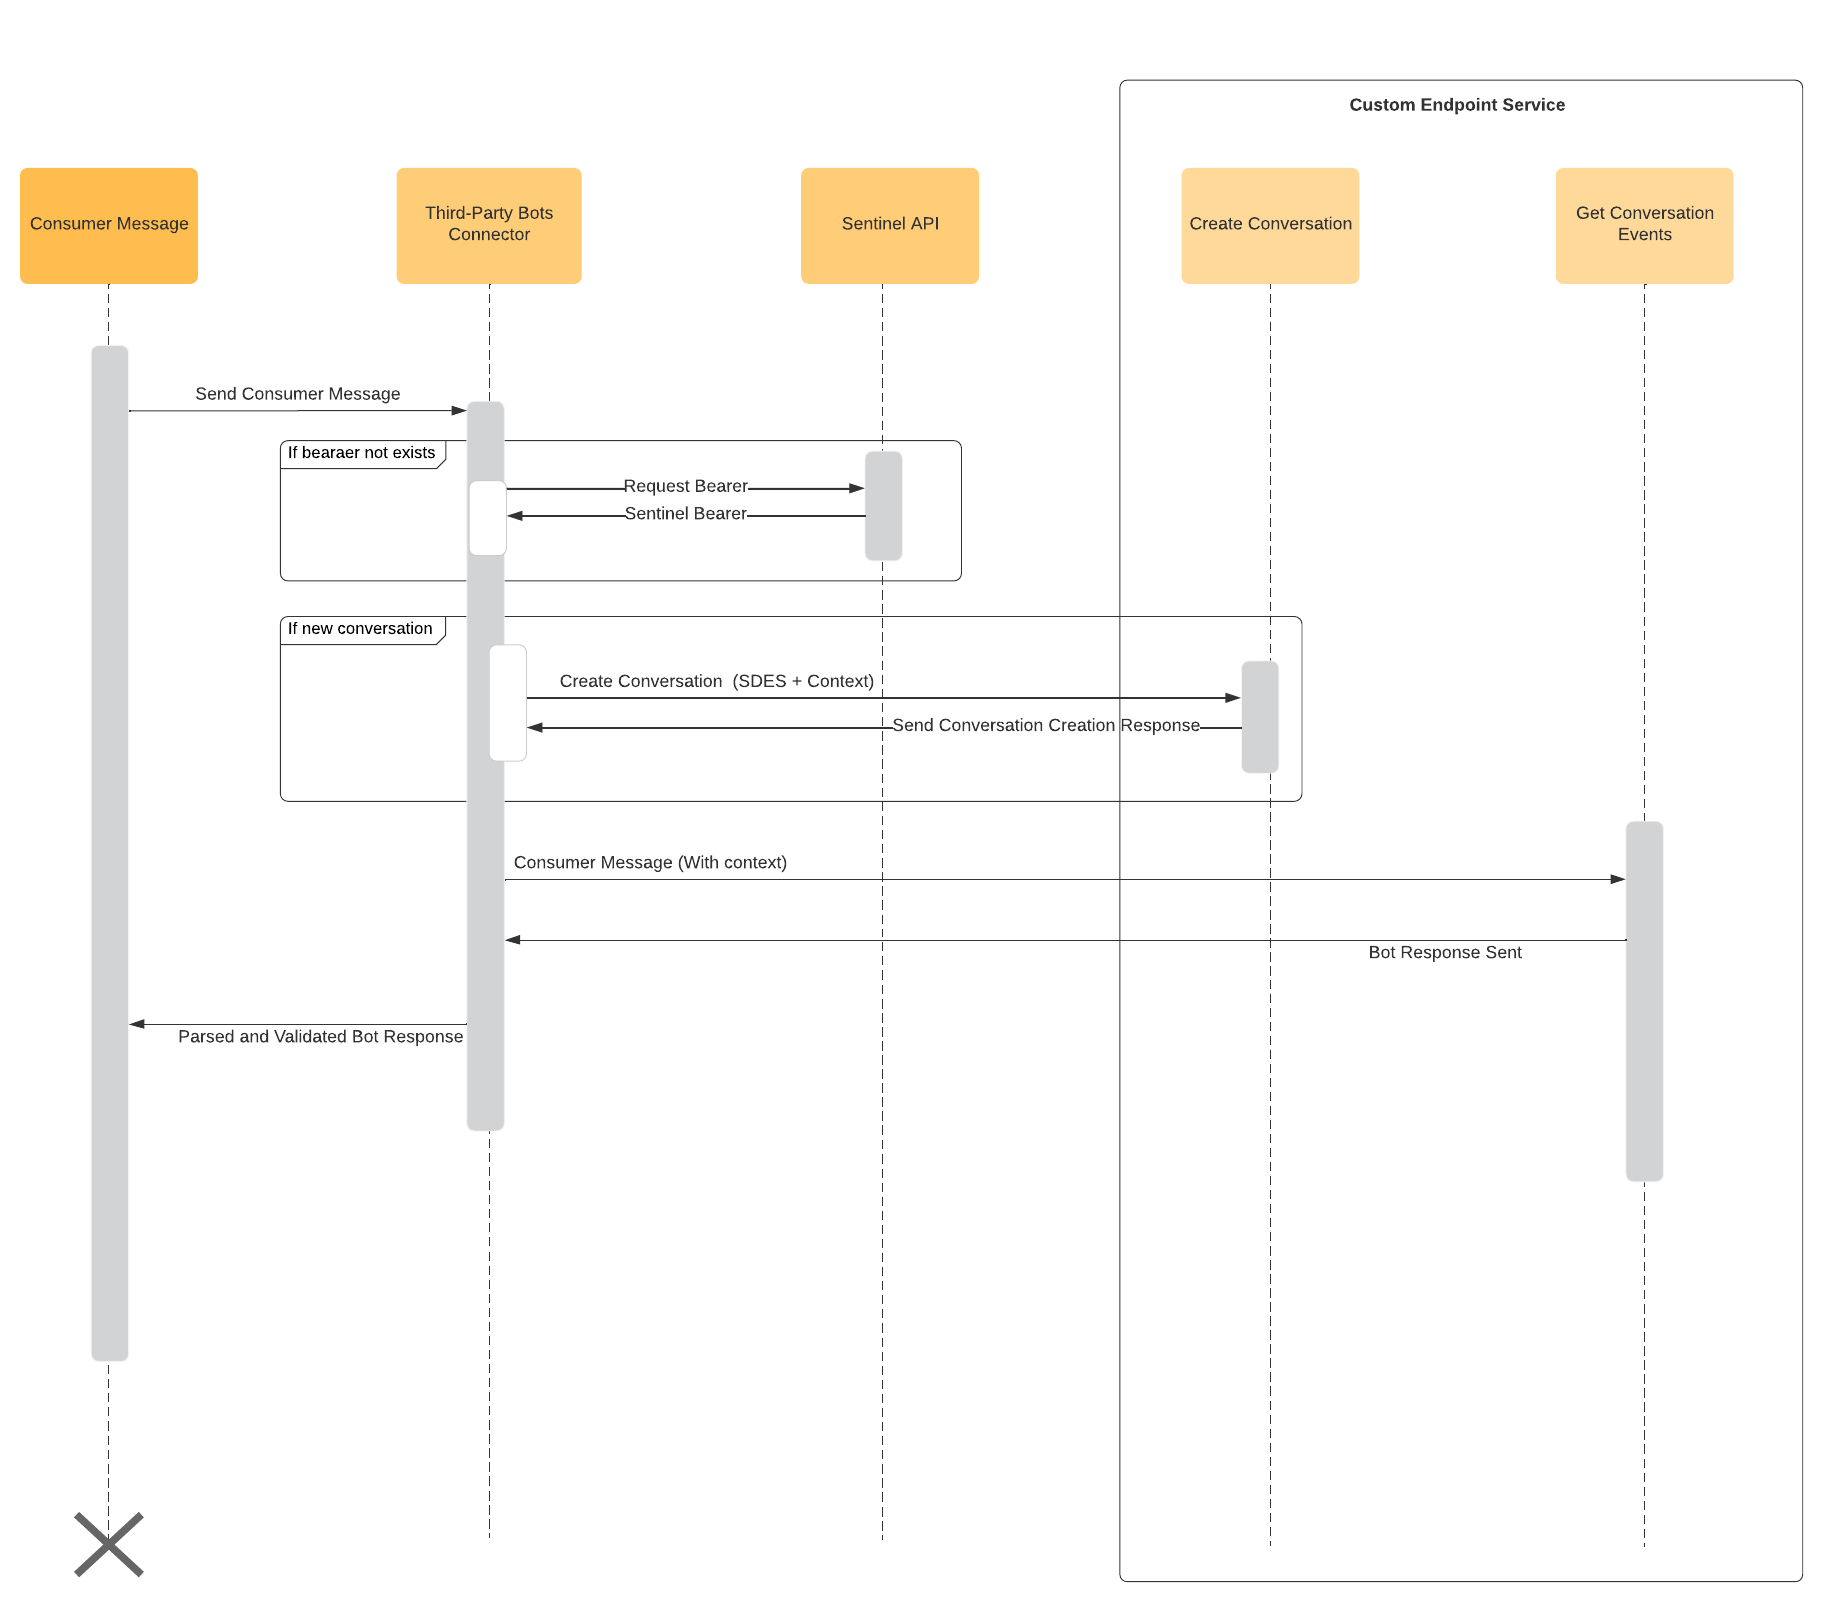 Custom Endpoint Service
Consumer Message
Third-Party Bots
Connector
Sentinel API
Create Conversation
Get Conversation
Events
Send Consumer Message
If bearaer not exists
Request Bearer
Sentinel Bearer
If new conversation
Create Conversation  (SDES + Context)
Send Conversation Creation Response
Consumer Message (With context)
Bot Response Sent
Parsed and Validated Bot Response